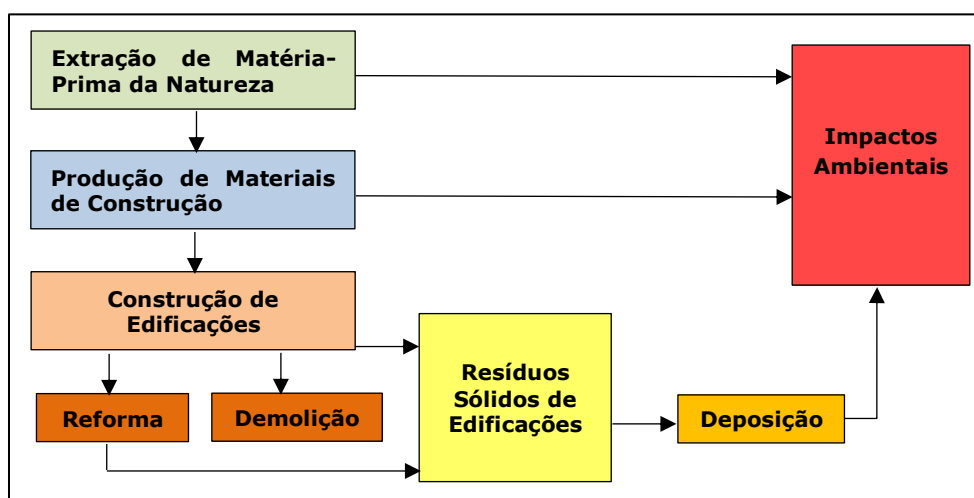 Extração de Matéria-
Prima da Natureza
Impactos
Ambientais
Produção de Materiais
de Construção
Construção de
Edificações
Resíduos
Sólidos de
Edificações
Reforma
Demolição
Deposição